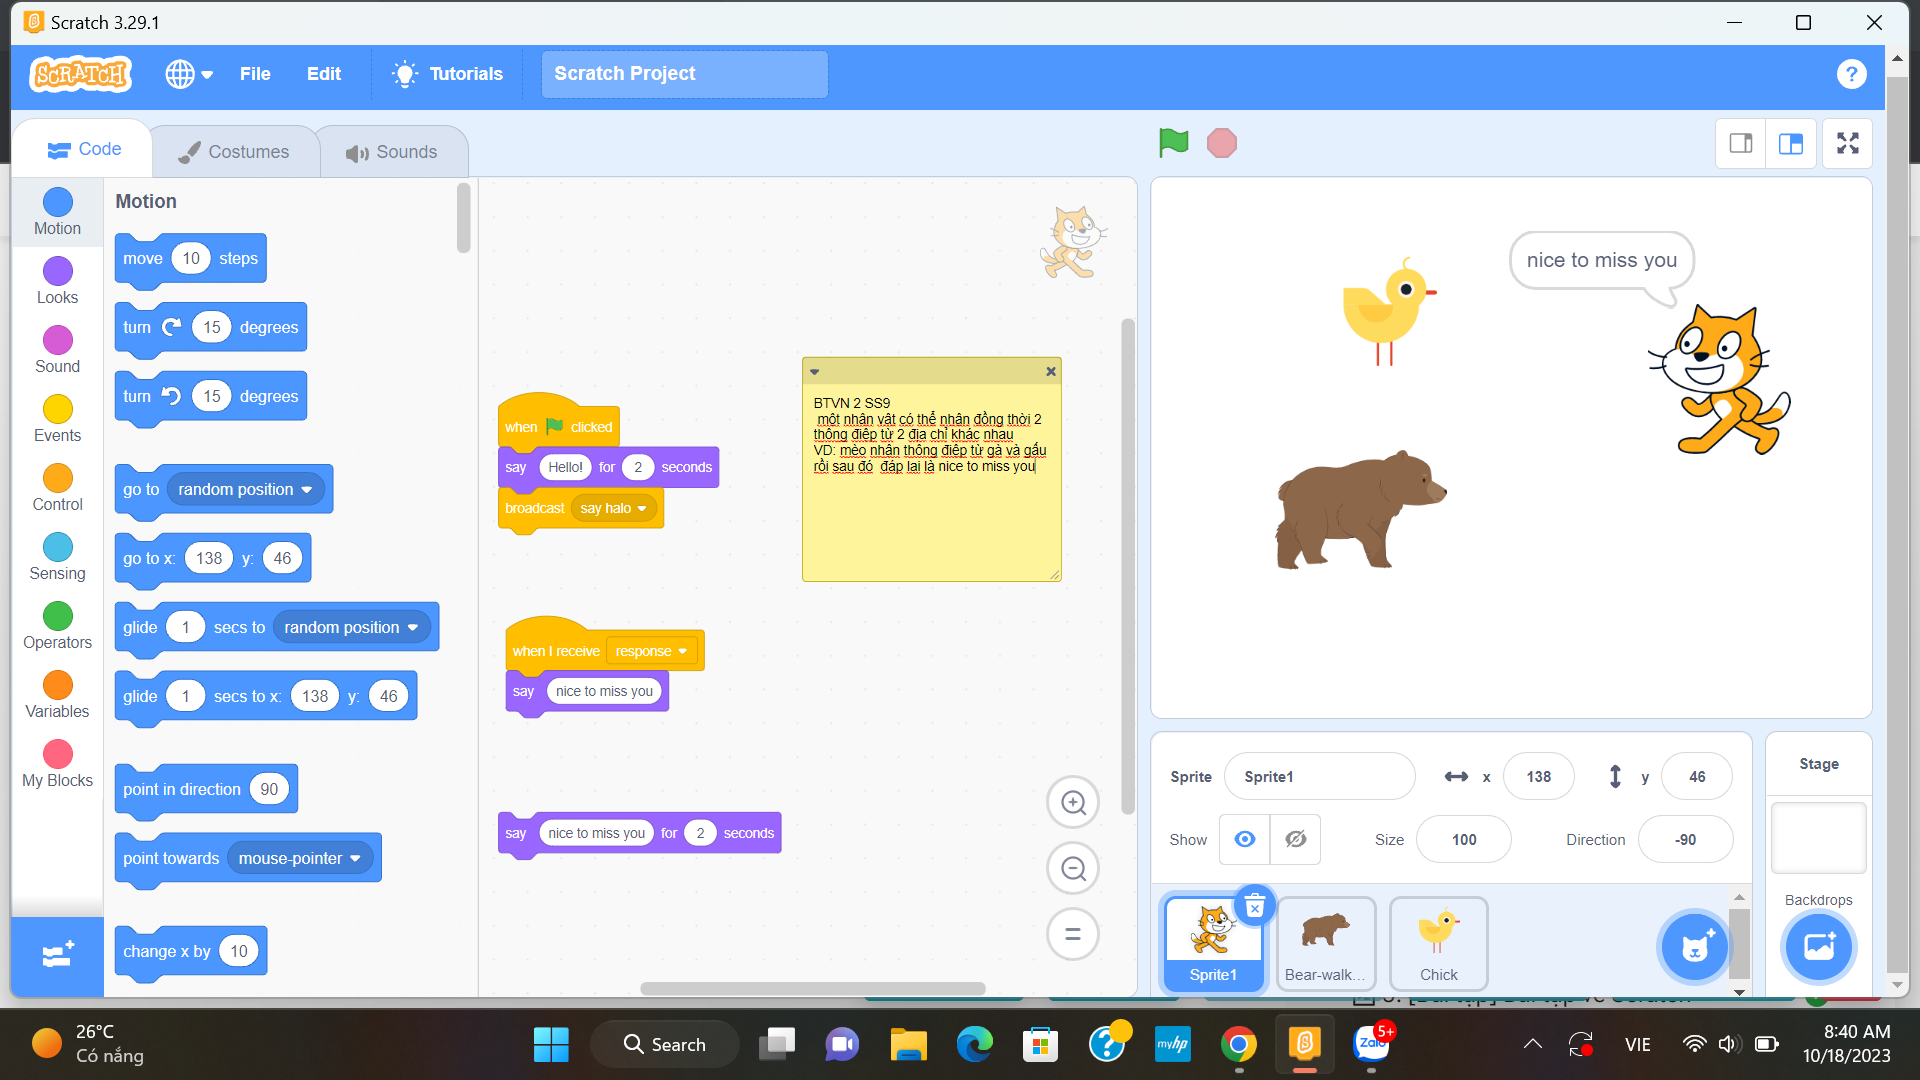 Scratch 3.29.1
SCRATCH
File
Edit
Tutorials
Scratch Project
?
Code
Costumes
Sounds
Motion
Looks
Sound
Events
Control
Sensing
Operators
Variables
My Blocks
Motion
move 10 steps
turn 15 degrees
turn 15 degrees
go to random position
go to x: 138 y: 46
glide 1 secs to random position
glide 1 secs to x: 138 y: 46
point in direction 90
point towards mouse-pointer
change x by 10
when clicked
say Hello! for 2 seconds
broadcast say halo
when I receive response
say nice to miss you
say nice to miss you for 2 seconds
BTVN 2 SS9
một nhân vật có thể nhận đồng thời 2
thông điệp từ 2 địa chỉ khác nhau
VD: mèo nhận thông điệp từ gà và gấu
rồi sau đó đáp lại là nice to miss you
nice to miss you
Sprite
Sprite1
x
138
y
46
Show
Size
100
Direction
-90
Sprite1
Bear-walk...
Chick
Stage
Backdrops
26°C
Có nắng
Search
myhp
Zalo
5+
VIE
8:40 AM
10/18/2023